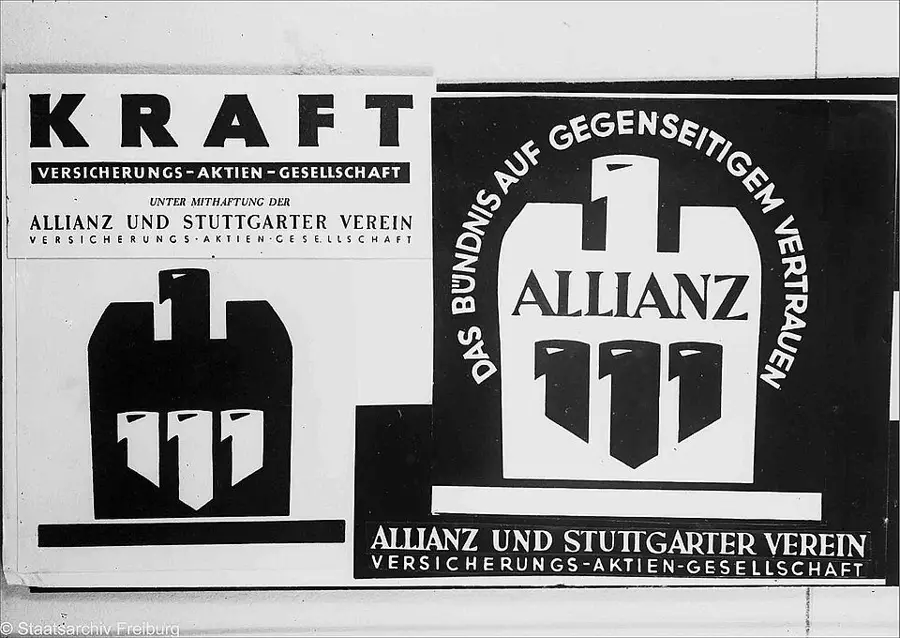 KRAFT
VERSICHERUNGS-AKTIEN-GESELLSCHAFT
UNTER MITHAFTUNG DER
ALLIANZ UND STUTTGARTER VEREIN
VERSICHERUNGS-AKTIEN-GESELLSCHAFT
DAS BÜNDNIS AUF GEGENSEITIGEM VERTRAUEN
ALLIANZ
ALLIANZ UND STUTTGARTER VEREIN
VERSICHERUNGS-AKTIEN-GESELLSCHAFT
© Staatsarchiv Freiburg